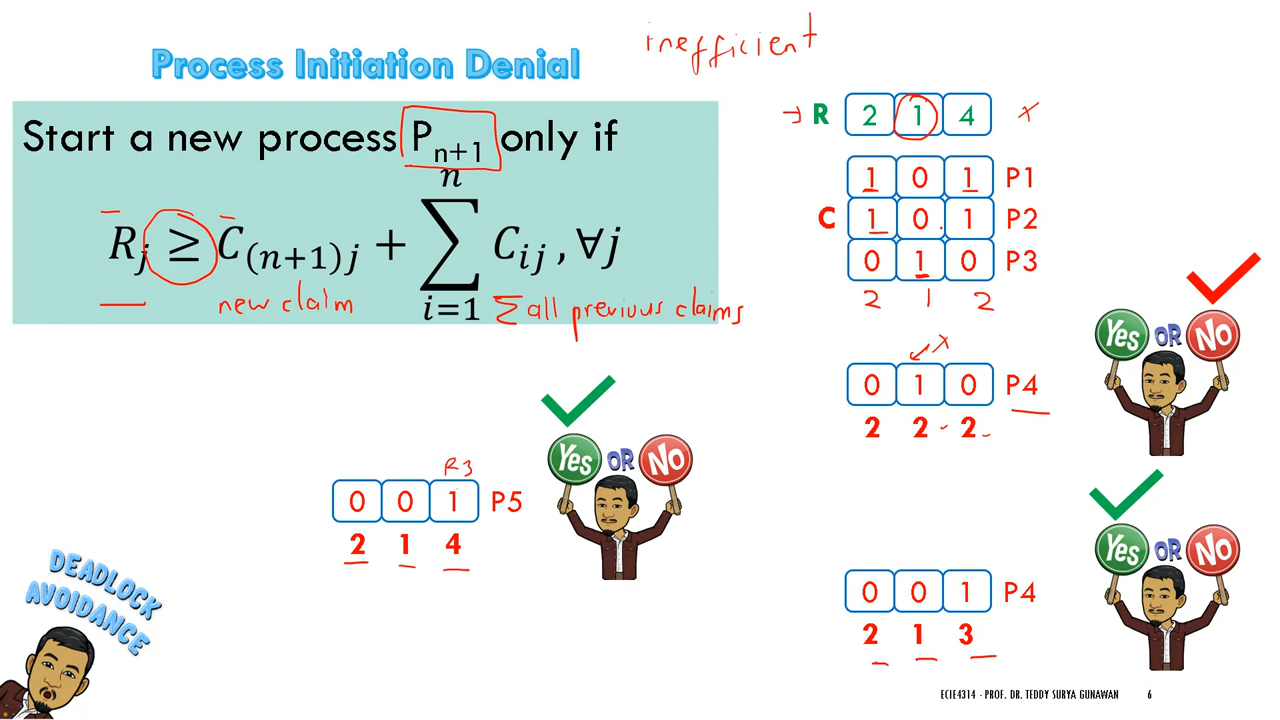 inefficient
Process Initiation Denial
Start a new process P_{n+1} only if
R_j ≥ C_{(n+1)j} + \sum_{i=1}^{n} C_{ij}, ∀j
new claim
Σ all previous claims
→ R 2 1 4 x
1 0 1 P1
C 1 0 1 P2
0 1 0 P3
2 1 2
x
0 1 0 P4
2 2 2
Yes OR No
R3
0 0 1 P5
2 1 4
Yes OR No
0 0 1 P4
2 1 3
Yes OR No
DEADLOCK
AVOIDANCE
ECIE4314 - PROF. DR. TEDDY SURYA GUNAWAN 6